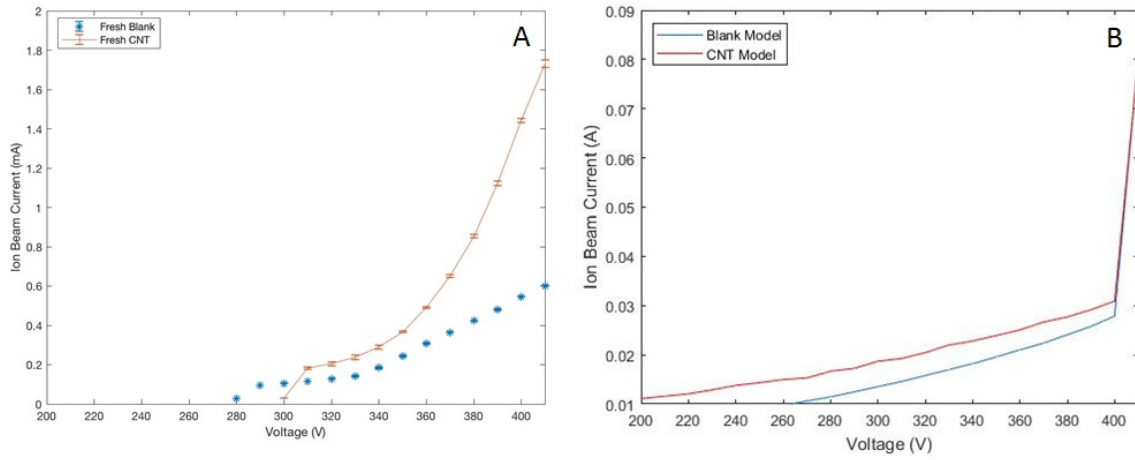 A
Fresh Blank
Fresh CNT
Ion Beam Current (mA)
2
1.8
1.6
1.4
1.2
1
0.8
0.6
0.4
0.2
0
200 220 240 260 280 300 320 340 360 380 400
Voltage (V)
B
Blank Model
CNT Model
Ion Beam Current (A)
0.09
0.08
0.07
0.06
0.05
0.04
0.03
0.02
0.01
200 220 240 260 280 300 320 340 360 380 400
Voltage (V)